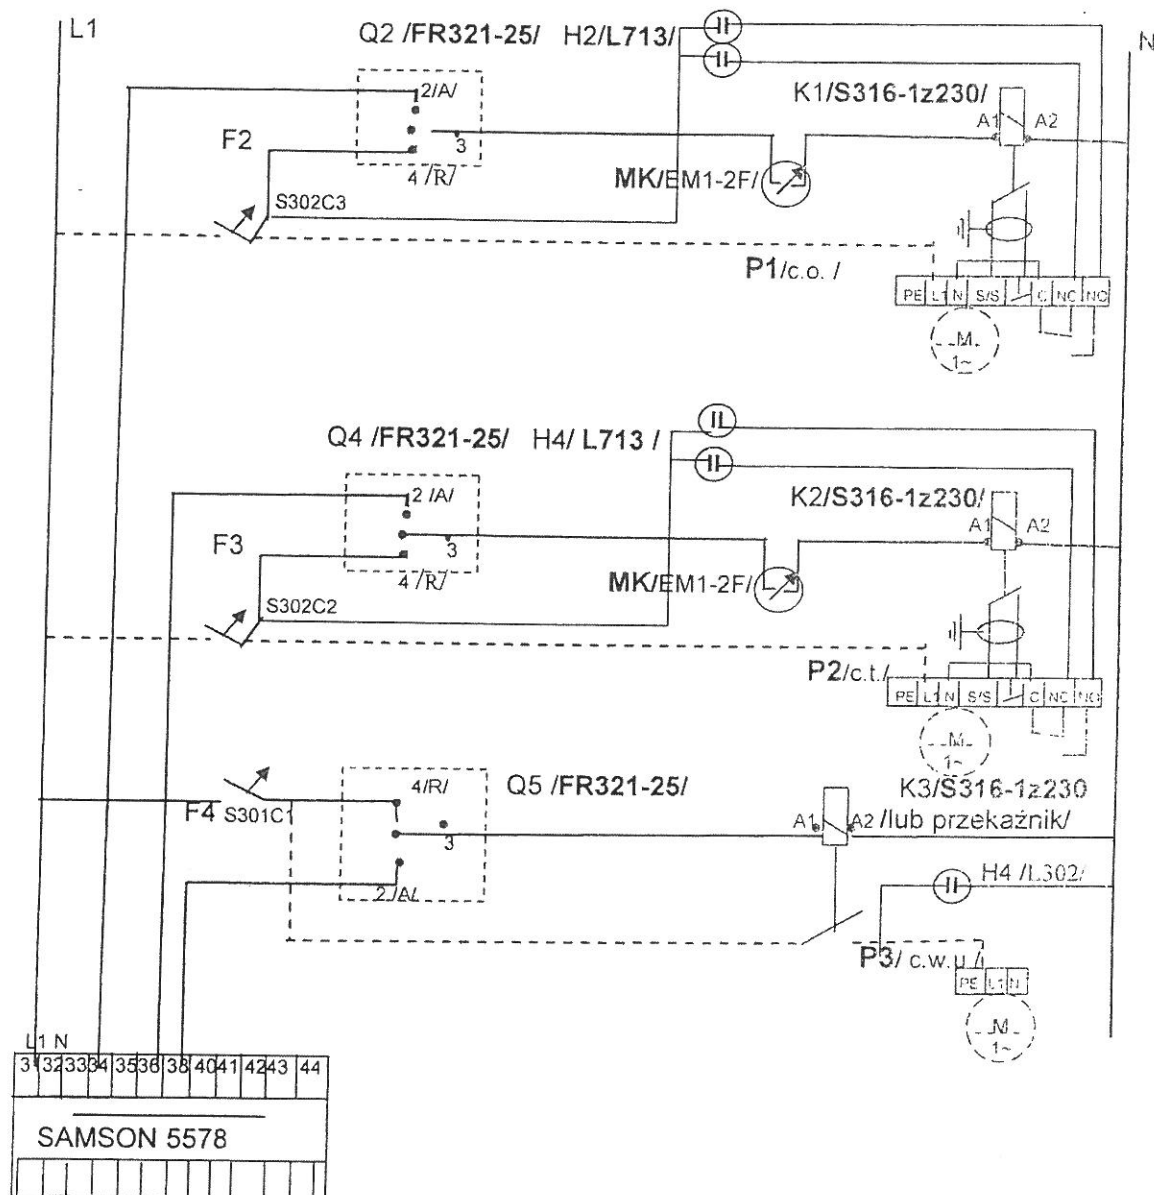 L1
Q2 /FR321-25/ H2/L713/
N
2/A/
K1/S316-1z230/
A1 A2
F2
3
4 /R/
MK/EM1-2F/
S302C3
P1/c.o. /
PE L1 N S/S C NC NO
M
1~
Q4 /FR321-25/ H4/ L713 /
2 /A/
K2/S316-1z230/
A1 A2
F3
3
4 /R/
MK/EM1-2F/
S302C2
P2/c.t./
PE L1 N S/S C NC NO
M
1~
4/R/
Q5 /FR321-25/
K3/S316-1z230
F4 S301C1
A1 A2 /lub przekaźnik/
3
2 /A/
H4 /L302/
P3/ c.w.u /
PE L1 N
M
1~
L1 N
31 32 33 34 35 36 38 40 41 42 43 44
SAMSON 5578